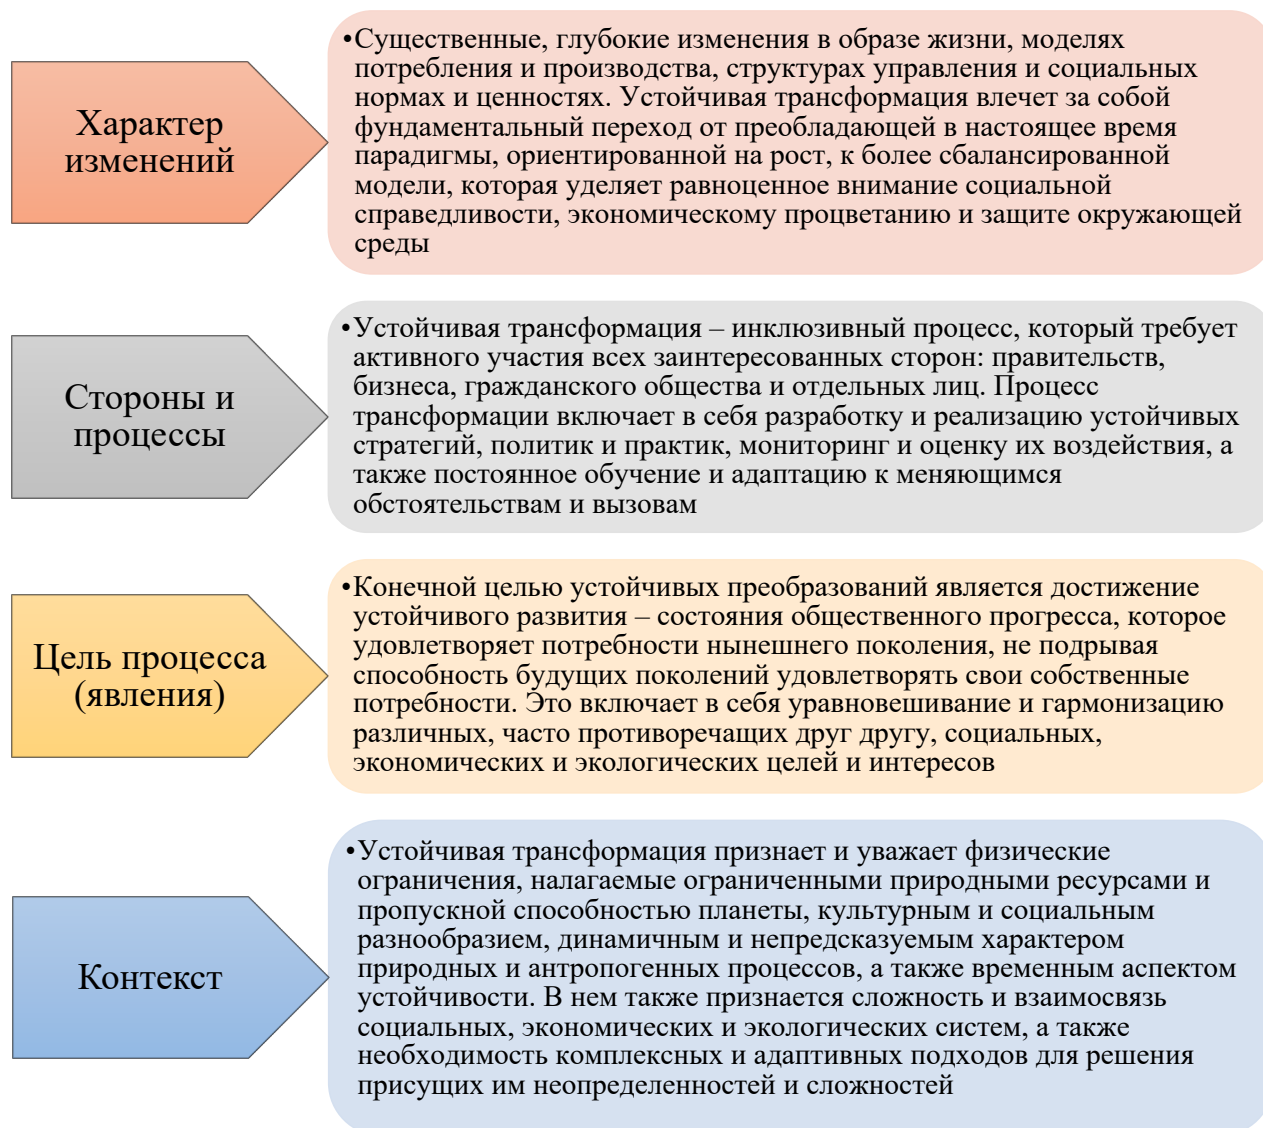 Характер
изменений
•Существенные, глубокие изменения в образе жизни, моделях
потребления и производства, структурах управления и социальных
нормах и ценностях. Устойчивая трансформация влечет за собой
фундаментальный переход от преобладающей в настоящее время
парадигмы, ориентированной на рост, к более сбалансированной
модели, которая уделяет равноценное внимание социальной
справедливости, экономическому процветанию и защите окружающей
среды
Стороны и
процессы
•Устойчивая трансформация – инклюзивный процесс, который требует
активного участия всех заинтересованных сторон: правительств,
бизнеса, гражданского общества и отдельных лиц. Процесс
трансформации включает в себя разработку и реализацию устойчивых
стратегий, политик и практик, мониторинг и оценку их воздействия, а
также постоянное обучение и адаптацию к меняющимся
обстоятельствам и вызовам
Цель процесса
(явления)
•Конечной целью устойчивых преобразований является достижение
устойчивого развития – состояния общественного прогресса, которое
удовлетворяет потребности нынешнего поколения, не подрывая
способность будущих поколений удовлетворять свои собственные
потребности. Это включает в себя уравновешивание и гармонизацию
различных, часто противоречащих друг другу, социальных,
экономических и экологических целей и интересов
Контекст
•Устойчивая трансформация признает и уважает физические
ограничения, налагаемые ограниченными природными ресурсами и
пропускной способностью планеты, культурным и социальным
разнообразием, динамичным и непредсказуемым характером
природных и антропогенных процессов, а также временным аспектом
устойчивости. В нем также признается сложность и взаимосвязь
социальных, экономических и экологических систем, а также
необходимость комплексных и адаптивных подходов для решения
присущих им неопределенностей и сложностей